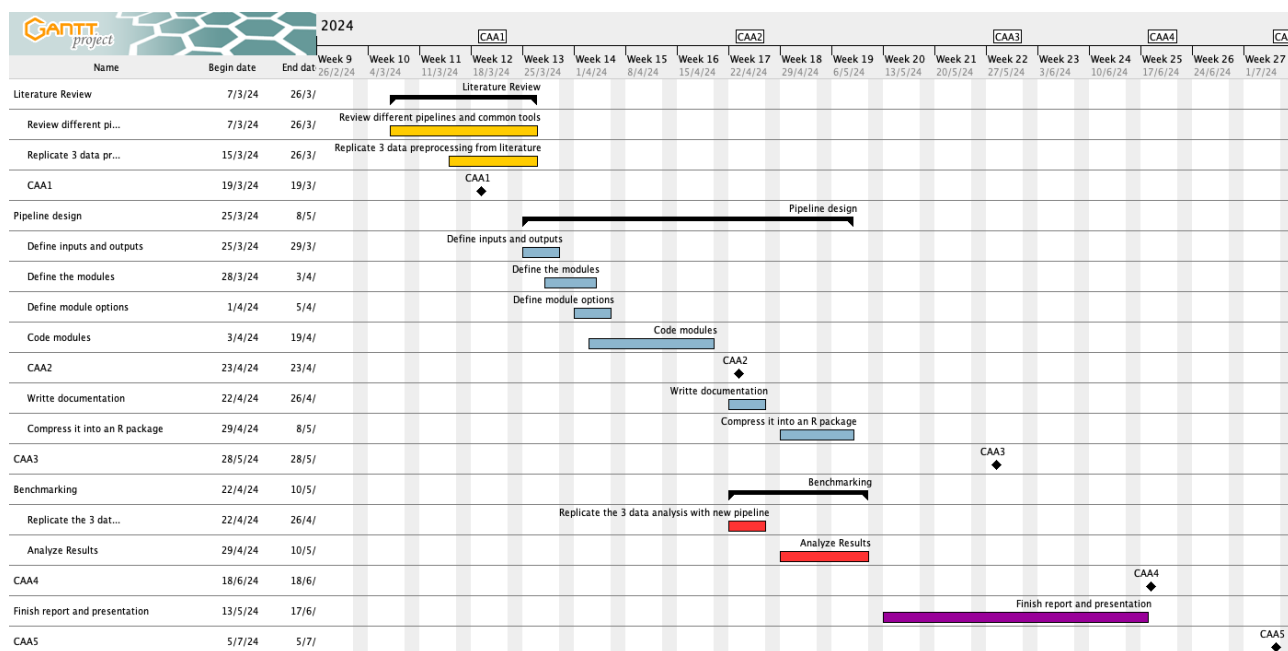 GANTT
project
2024
CAA1 CAA2 CAA3 CAA4 CA
Name Begin date End dat
Week 9 Week 10 Week 11 Week 12 Week 13 Week 14 Week 15 Week 16 Week 17 Week 18 Week 19 Week 20 Week 21 Week 22 Week 23 Week 24 Week 25 Week 26 Week 27
26/2/24 4/3/24 11/3/24 18/3/24 25/3/24 1/4/24 8/4/24 15/4/24 22/4/24 29/4/24 6/5/24 13/5/24 20/5/24 27/5/24 3/6/24 10/6/24 17/6/24 24/6/24 1/7/24
Literature Review 7/3/24 26/3/ Literature Review
Review different pi... 7/3/24 26/3/ Review different pipelines and common tools
Replicate 3 data pr... 15/3/24 26/3/ Replicate 3 data preprocessing from literature
CAA1 19/3/24 19/3/ CAA1
Pipeline design 25/3/24 8/5/ Pipeline design
Define inputs and outputs 25/3/24 29/3/ Define inputs and outputs
Define the modules 28/3/24 3/4/ Define the modules
Define module options 1/4/24 5/4/ Define module options
Code modules 3/4/24 19/4/ Code modules
CAA2 23/4/24 23/4/ CAA2
Writte documentation 22/4/24 26/4/ Writte documentation
Compress it into an R package 29/4/24 8/5/ Compress it into an R package
CAA3 28/5/24 28/5/ CAA3
Benchmarking 22/4/24 10/5/ Benchmarking
Replicate the 3 dat... 22/4/24 26/4/ Replicate the 3 data analysis with new pipeline
Analyze Results 29/4/24 10/5/ Analyze Results
CAA4 18/6/24 18/6/ CAA4
Finish report and presentation 13/5/24 17/6/ Finish report and presentation
CAA5 5/7/24 5/7/ CAA5